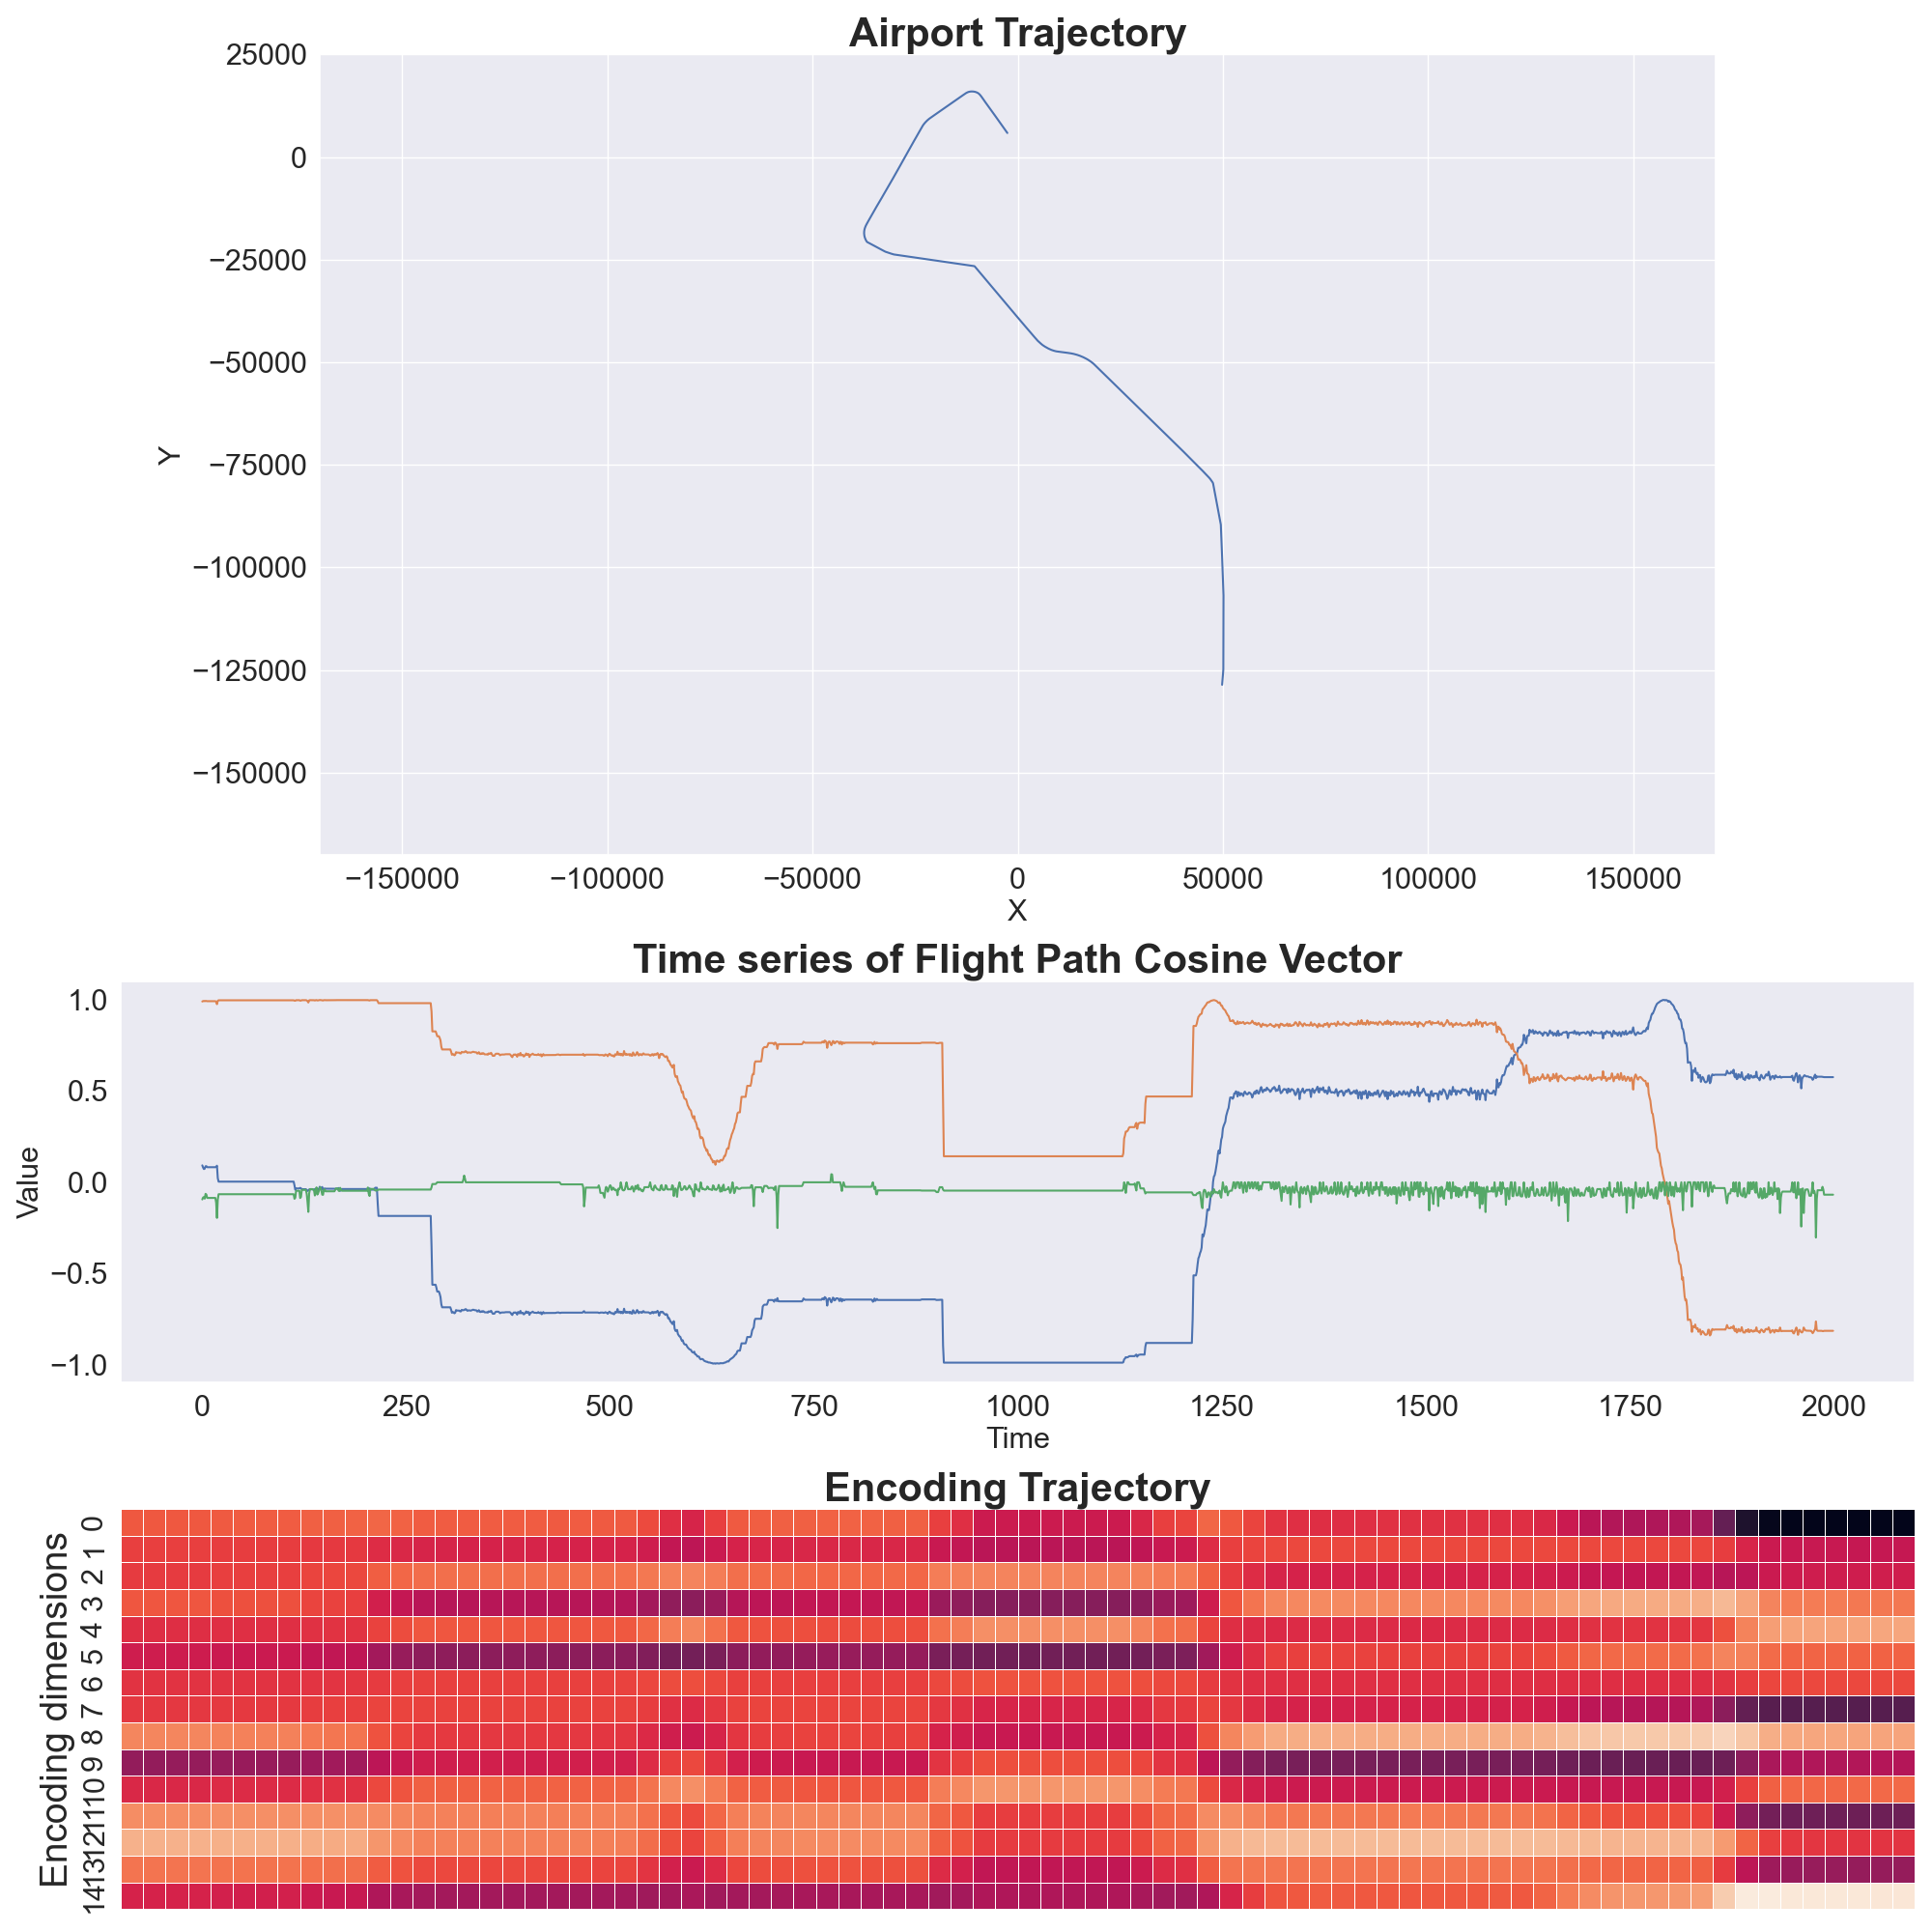 Airport Trajectory
25000
0
−25000
−50000
−75000
−100000
−125000
−150000
Y
−150000 −100000 −50000 0 50000 100000 150000
X
Time series of Flight Path Cosine Vector
1.0
0.5
0.0
−0.5
−1.0
Value
0 250 500 750 1000 1250 1500 1750 2000
Time
Encoding Trajectory
Encoding dimensions
0
1
2
3
4
5
6
7
8
9
10
11
12
13
14